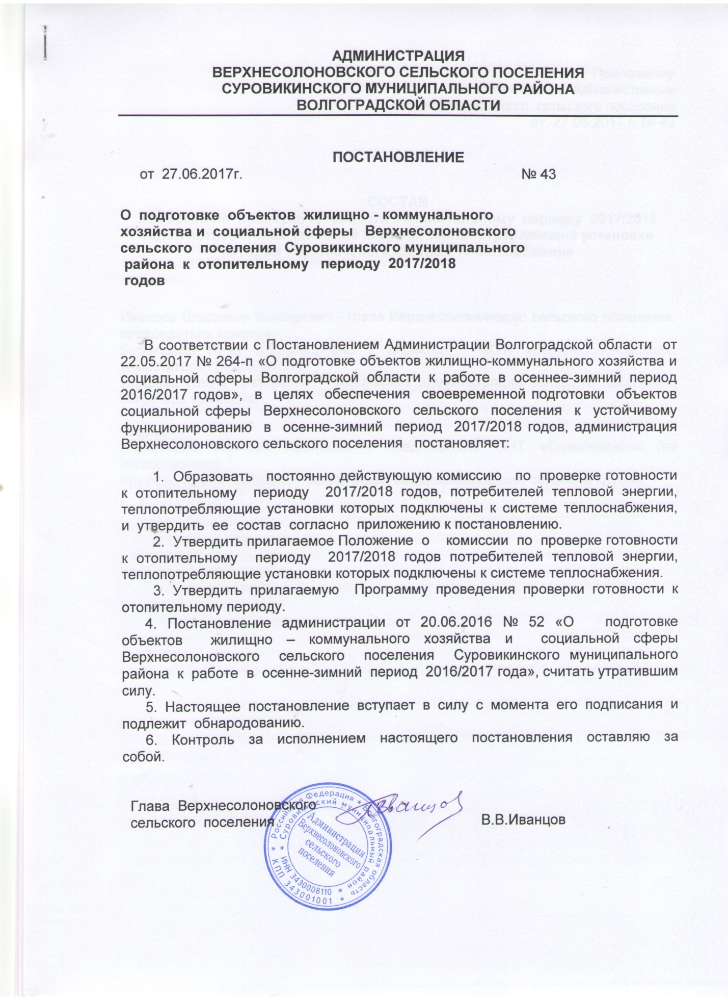 АДМИНИСТРАЦИЯ
ВЕРХНЕСОЛОНОВСКОГО СЕЛЬСКОГО ПОСЕЛЕНИЯ
СУРОВИКИНСКОГО МУНИЦИПАЛЬНОГО РАЙОНА
ВОЛГОГРАДСКОЙ ОБЛАСТИ
ПОСТАНОВЛЕНИЕ
от 27.06.2017г. № 43
О подготовке объектов жилищно - коммунального
хозяйства и социальной сферы Верхнесолоновского
сельского поселения Суровикинского муниципального
района к отопительному периоду 2017/2018
годов
В соответствии с Постановлением Администрации Волгоградской области от
22.05.2017 № 264-п «О подготовке объектов жилищно-коммунального хозяйства и
социальной сферы Волгоградской области к работе в осеннее-зимний период
2016/2017 годов», в целях обеспечения своевременной подготовки объектов
социальной сферы Верхнесолоновского сельского поселения к устойчивому
функционированию в осенне-зимний период 2017/2018 годов, администрация
Верхнесолоновского сельского поселения постановляет:
1. Образовать постоянно действующую комиссию по проверке готовности
к отопительному периоду 2017/2018 годов, потребителей тепловой энергии,
теплопотребляющие установки которых подключены к системе теплоснабжения,
и утвердить ее состав согласно приложению к постановлению.
2. Утвердить прилагаемое Положение о комиссии по проверке готовности
к отопительному периоду 2017/2018 годов потребителей тепловой энергии,
теплопотребляющие установки которых подключены к системе теплоснабжения.
3. Утвердить прилагаемую Программу проведения проверки готовности к
отопительному периоду.
4. Постановление администрации от 20.06.2016 № 52 «О подготовке
объектов жилищно – коммунального хозяйства и социальной сферы
Верхнесолоновского сельского поселения Суровикинского муниципального
района к работе в осенне-зимний период 2016/2017 года», считать утратившим
силу.
5. Настоящее постановление вступает в силу с момента его подписания и
подлежит обнародованию.
6. Контроль за исполнением настоящего постановления оставляю за
собой.
Глава Верхнесолоновского
сельского поселения В.В.Иванцов
* Российская Федерация * Волгоградская область *
КПП 343001001
* Суровикинский муниципальный район *
ИНН 3430008110
Администрация
Верхнесолоновского
сельского
поселения